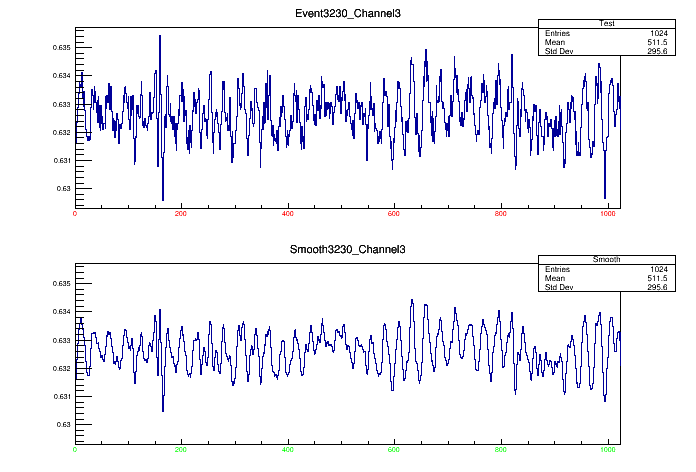 Event3230_Channel3
Test
Entries 1024
Mean 511.5
Std Dev 295.6
0.635
0.634
0.633
0.632
0.631
0.63
0 200 400 600 800 1000
Smooth3230_Channel3
Smooth
Entries 1024
Mean 511.5
Std Dev 295.6
0.635
0.634
0.633
0.632
0.631
0.63
0 200 400 600 800 1000